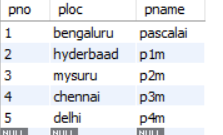 pno ploc pname
1 bengaluru pascalai
2 hyderbaad p1m
3 mysuru p2m
4 chennai p3m
5 delhi p4m
NULL NULL NULL